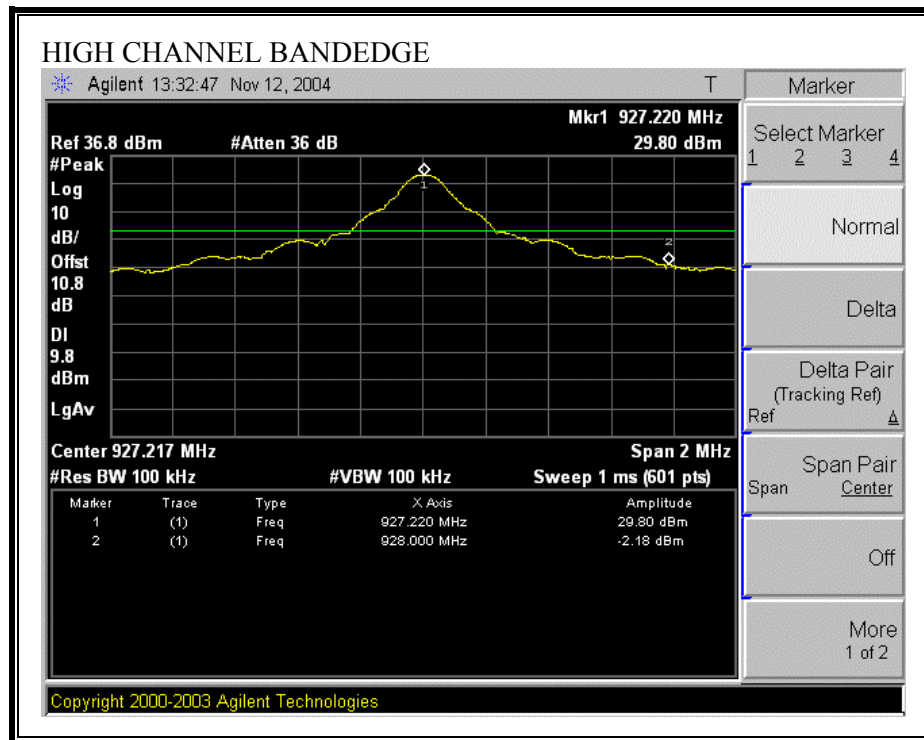 HIGH CHANNEL BANDEDGE
Agilent 13:32:47 Nov 12, 2004 T
Mkr1 927.220 MHz
Ref 36.8 dBm #Atten 36 dB 29.80 dBm
#Peak
Log
10
dB/
Offst
10.8
dB
DI
9.8
dBm
LgAv
1
2
Center 927.217 MHz Span 2 MHz
#Res BW 100 kHz #VBW 100 kHz Sweep 1 ms (601 pts)
Marker Trace Type X Axis Amplitude
1 (1) Freq 927.220 MHz 29.80 dBm
2 (1) Freq 928.000 MHz -2.18 dBm
Copyright 2000-2003 Agilent Technologies
Marker
Select Marker
1 2 3 4
Normal
Delta
Delta Pair
(Tracking Ref)
Ref Δ
Span Pair
Span Center
Off
More
1 of 2